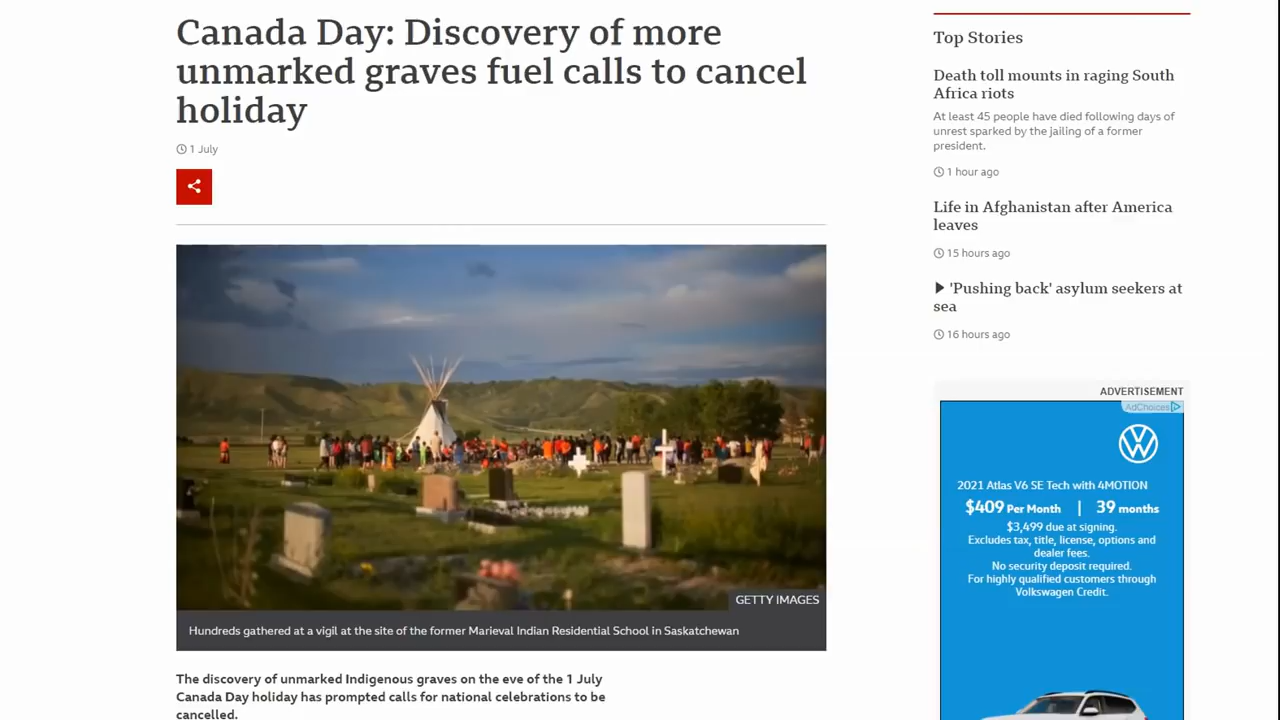 Canada Day: Discovery of more
unmarked graves fuel calls to cancel
holiday
1 July
GETTY IMAGES
Hundreds gathered at a vigil at the site of the former Marieval Indian Residential School in Saskatchewan
The discovery of unmarked Indigenous graves on the eve of the 1 July
Canada Day holiday has prompted calls for national celebrations to be
cancelled.
Top Stories
Death toll mounts in raging South
Africa riots
At least 45 people have died following days of
unrest sparked by the jailing of a former
president.
1 hour ago
Life in Afghanistan after America
leaves
15 hours ago
'Pushing back' asylum seekers at
sea
16 hours ago
ADVERTISEMENT
AdChoices
2021 Atlas V6 SE Tech with 4MOTION
$409 Per Month | 39 months
$3,499 due at signing.
Excludes tax, title, license, options and
dealer fees.
No security deposit required.
For highly qualified customers through
Volkswagen Credit.